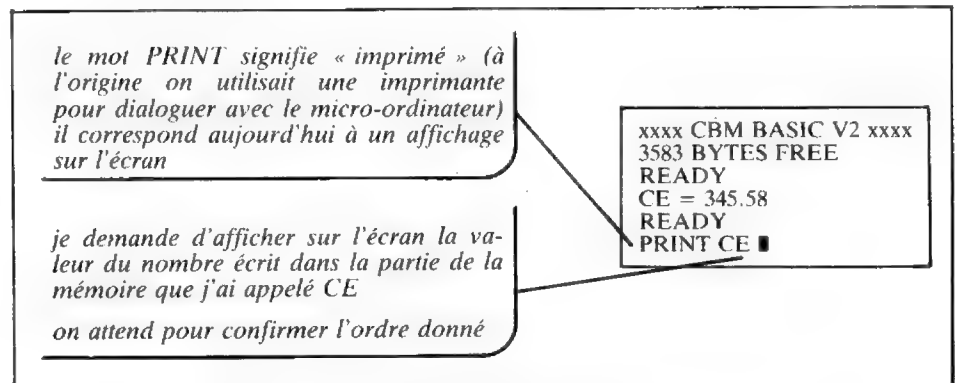 le mot PRINT signifie « imprimé » (à
l'origine on utilisait une imprimante
pour dialoguer avec le micro-ordinateur)
il correspond aujourd'hui à un affichage
sur l'écran
xxxx CBM BASIC V2 xxxx
3583 BYTES FREE
READY
CE = 345.58
READY
PRINT CE
je demande d'afficher sur l'écran la va-
leur du nombre écrit dans la partie de la
mémoire que j'ai appelé CE
on attend pour confirmer l'ordre donné